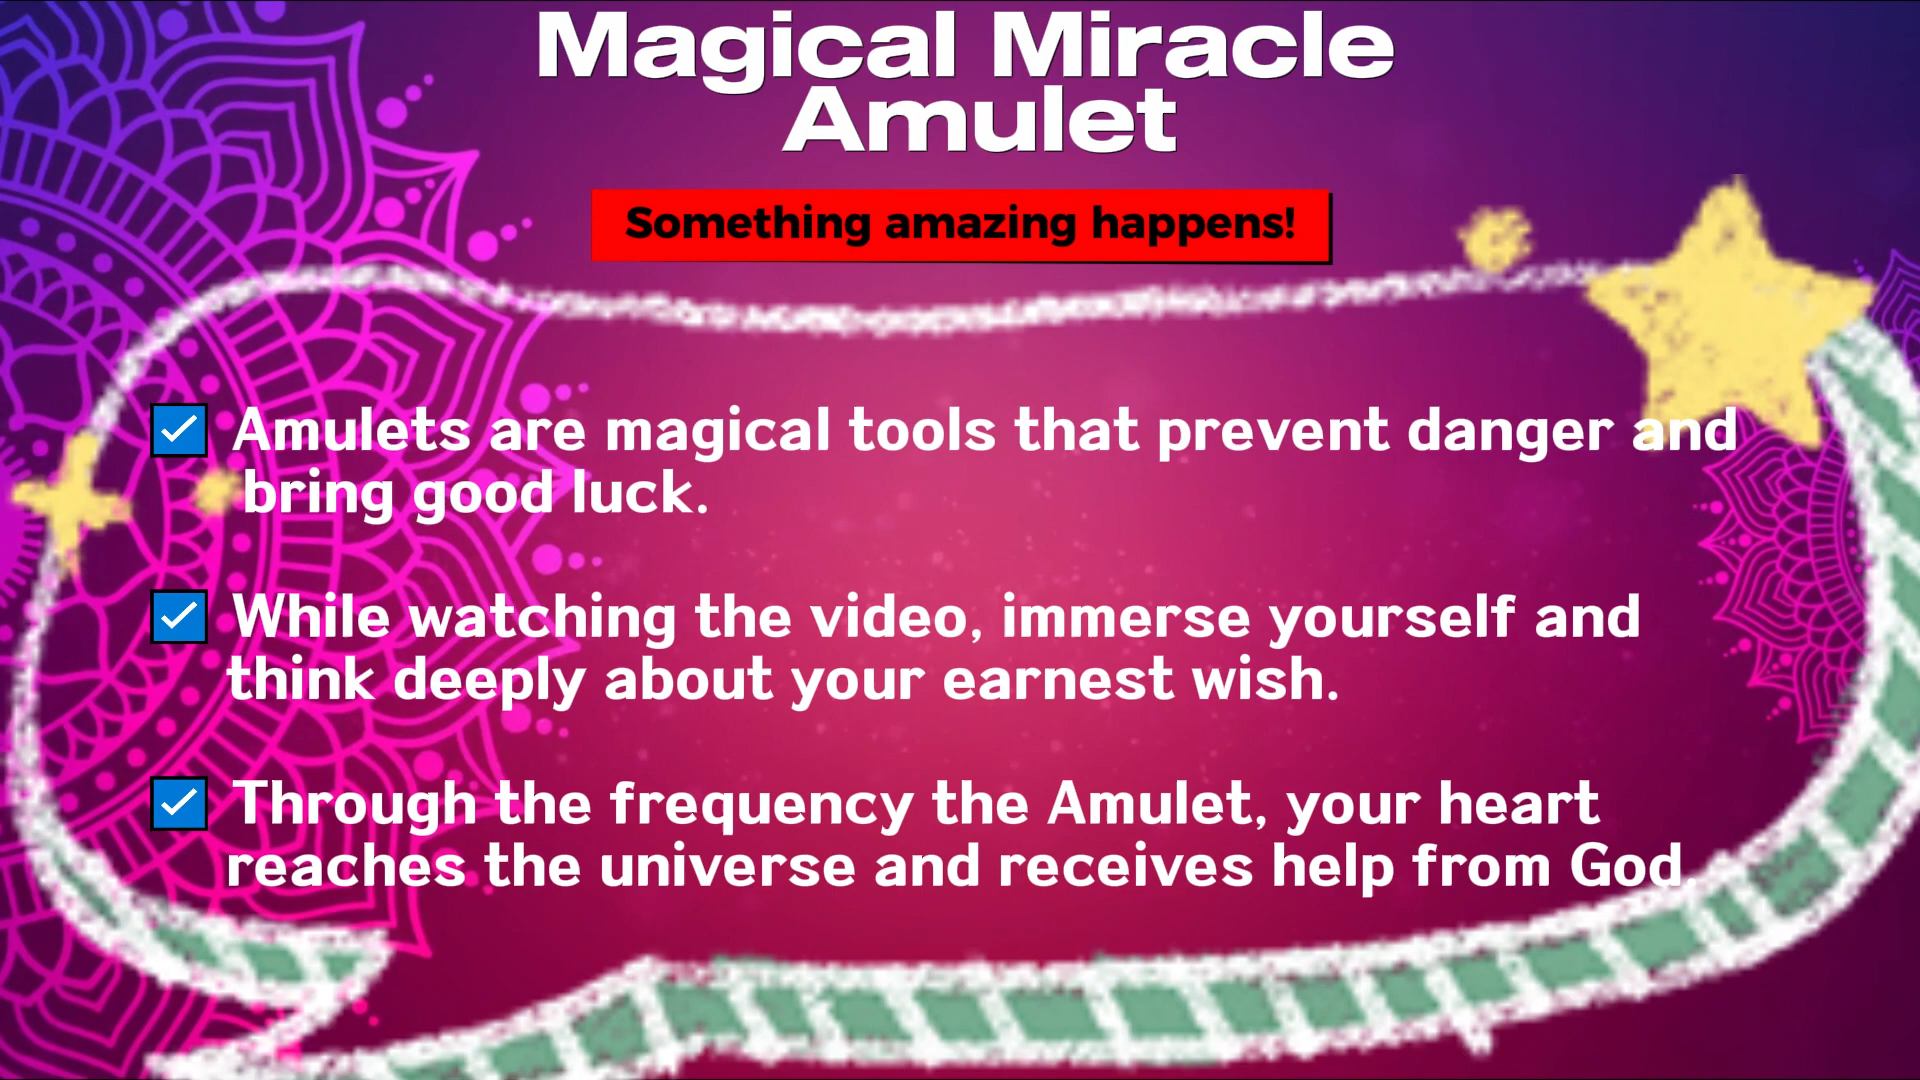 Magical Miracle
Amulet
Something amazing happens!
Amulets are magical tools that prevent danger and
bring good luck.
While watching the video, immerse yourself and
think deeply about your earnest wish.
Through the frequency the Amulet, your heart
reaches the universe and receives help from God.